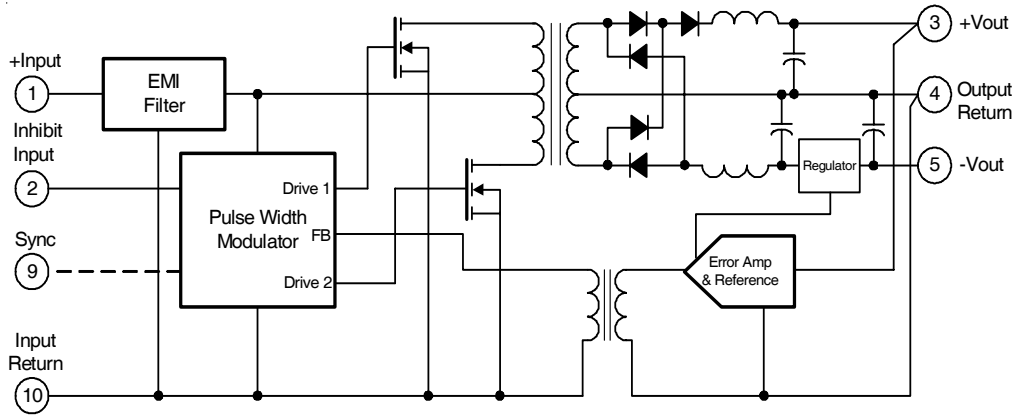 +Input
1
EMI
Filter
Inhibit
Input
2
Sync
9
Input
Return
10
Drive 1
Pulse Width
Modulator
FB
Drive 2
3
+Vout
4
Output
Return
5
-Vout
Regulator
Error Amp
& Reference